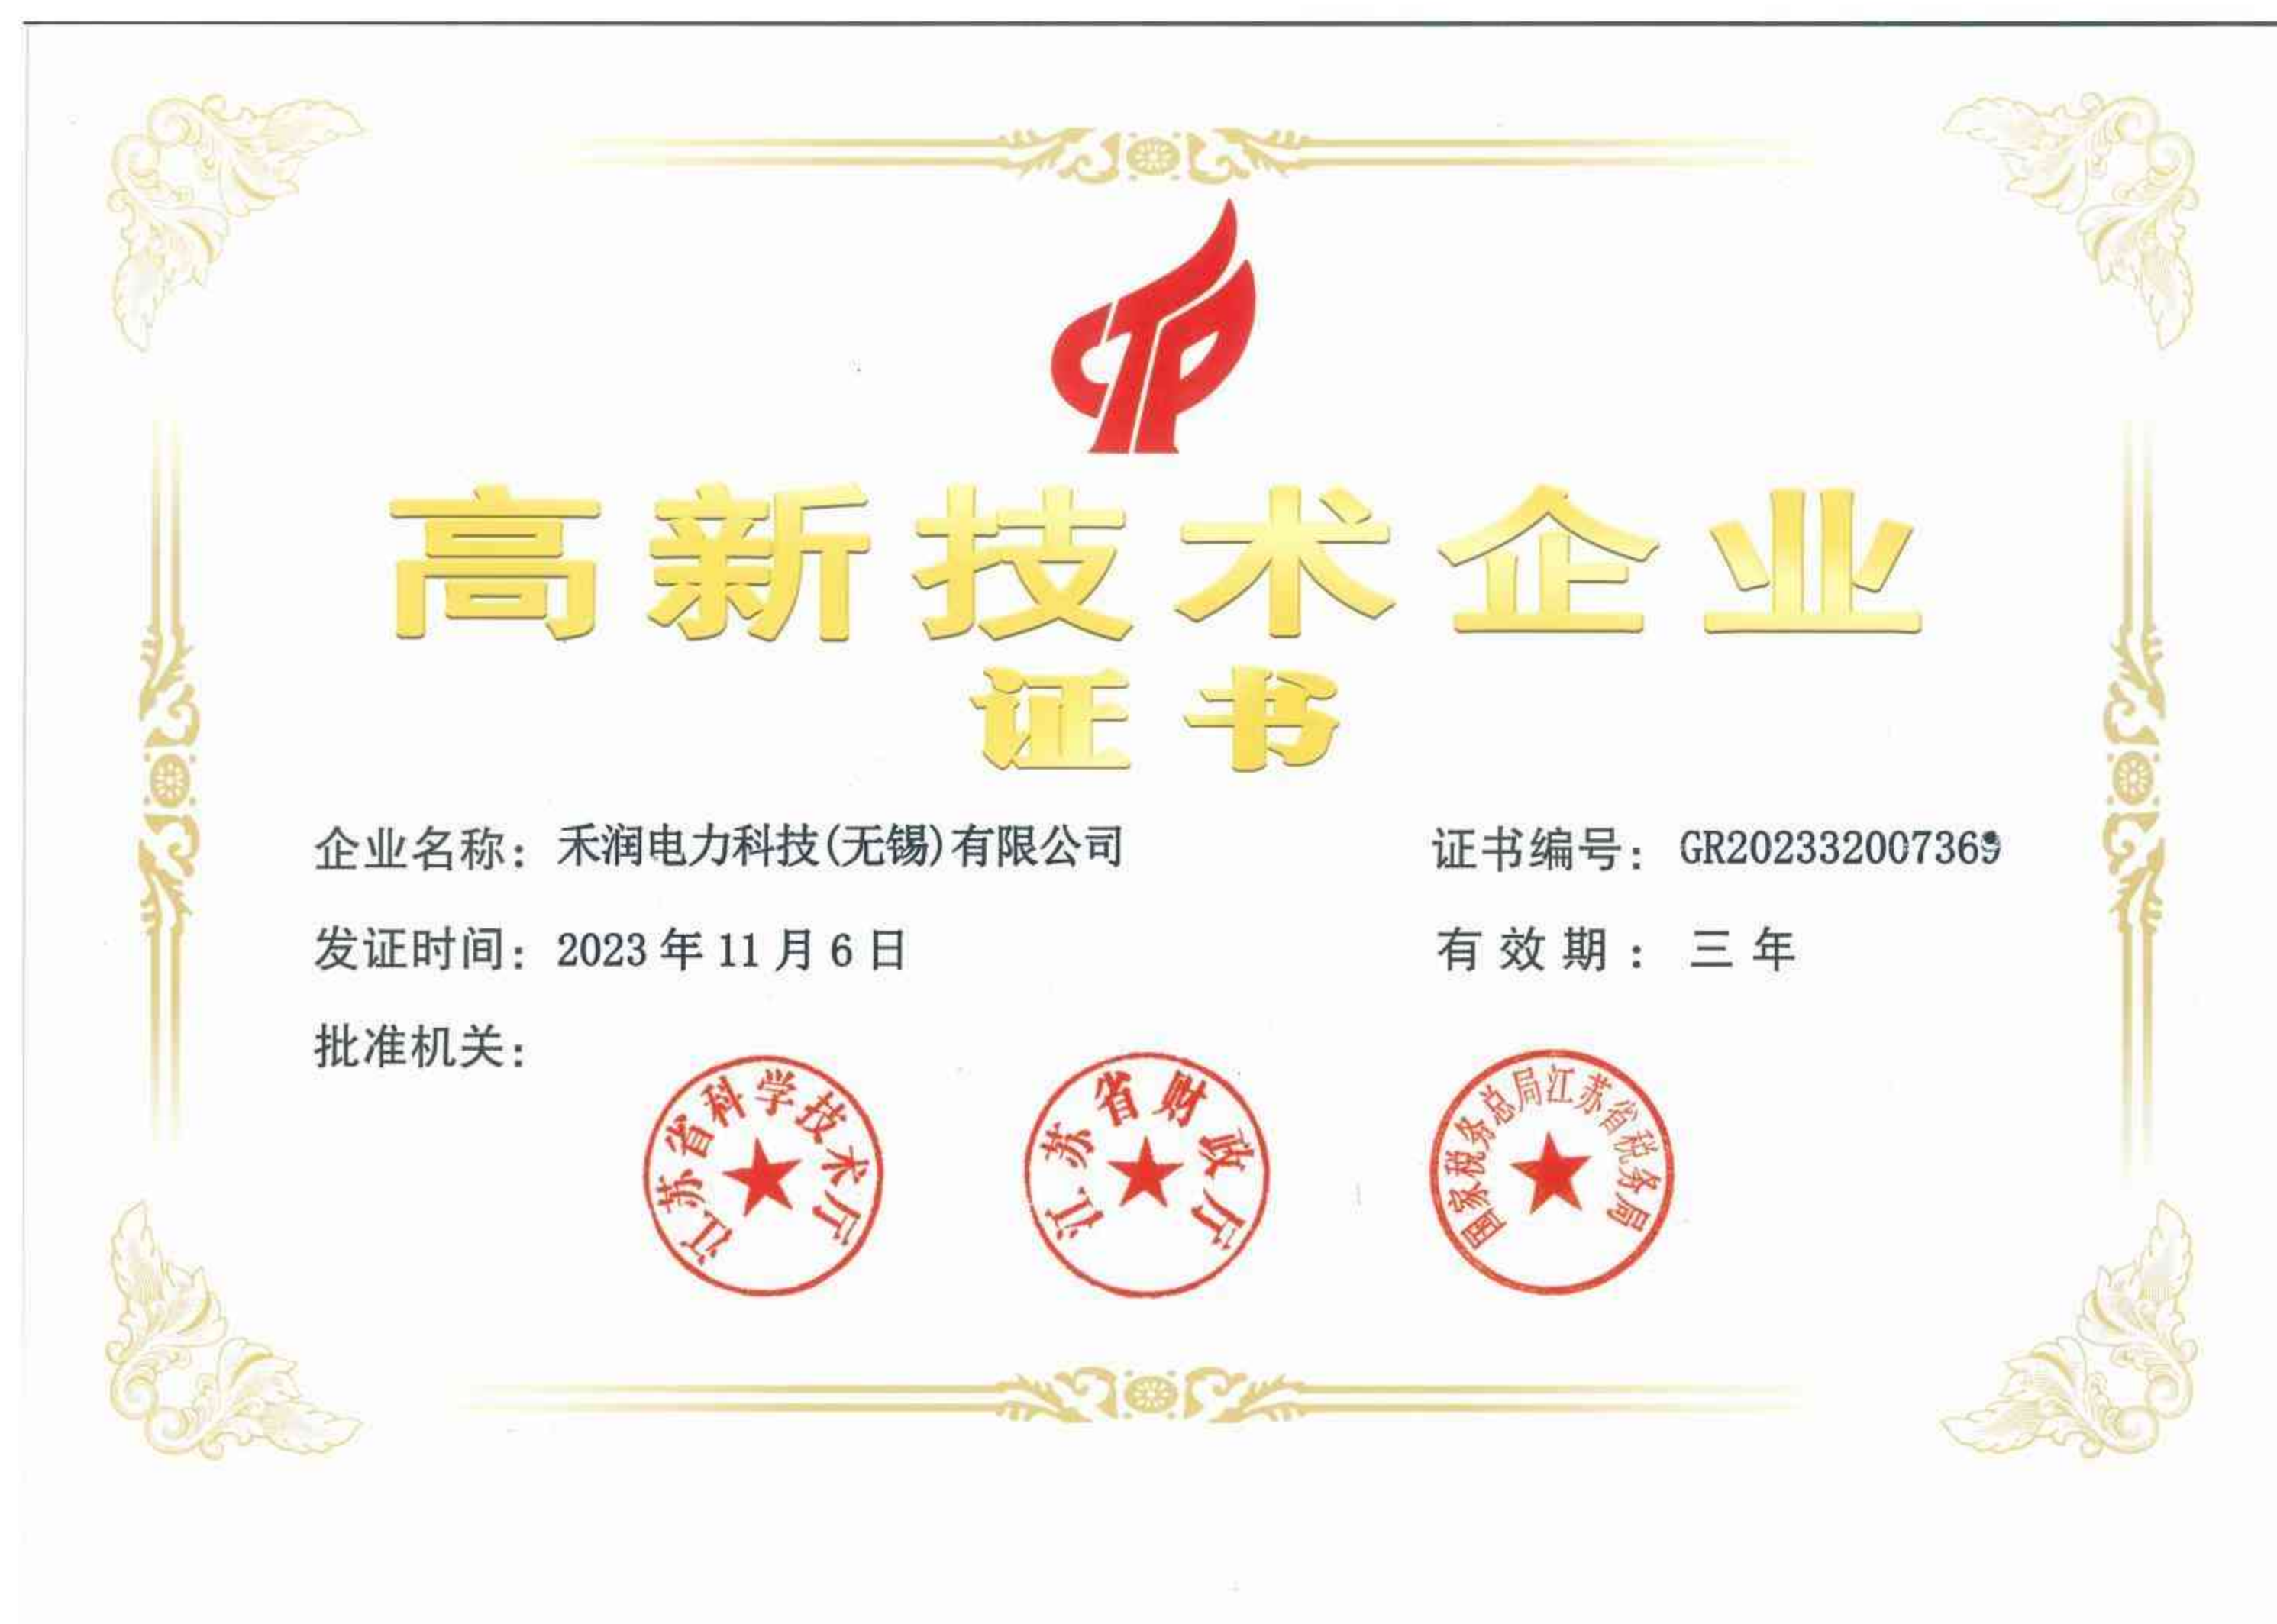 高新技术企业
证书
企业名称：禾润电力科技(无锡)有限公司
证书编号：GR202332007369
发证时间：2023年11月6日
有效期：三年
批准机关：
江苏省科学技术厅
江苏省财政厅
国家税务总局江苏省税务局